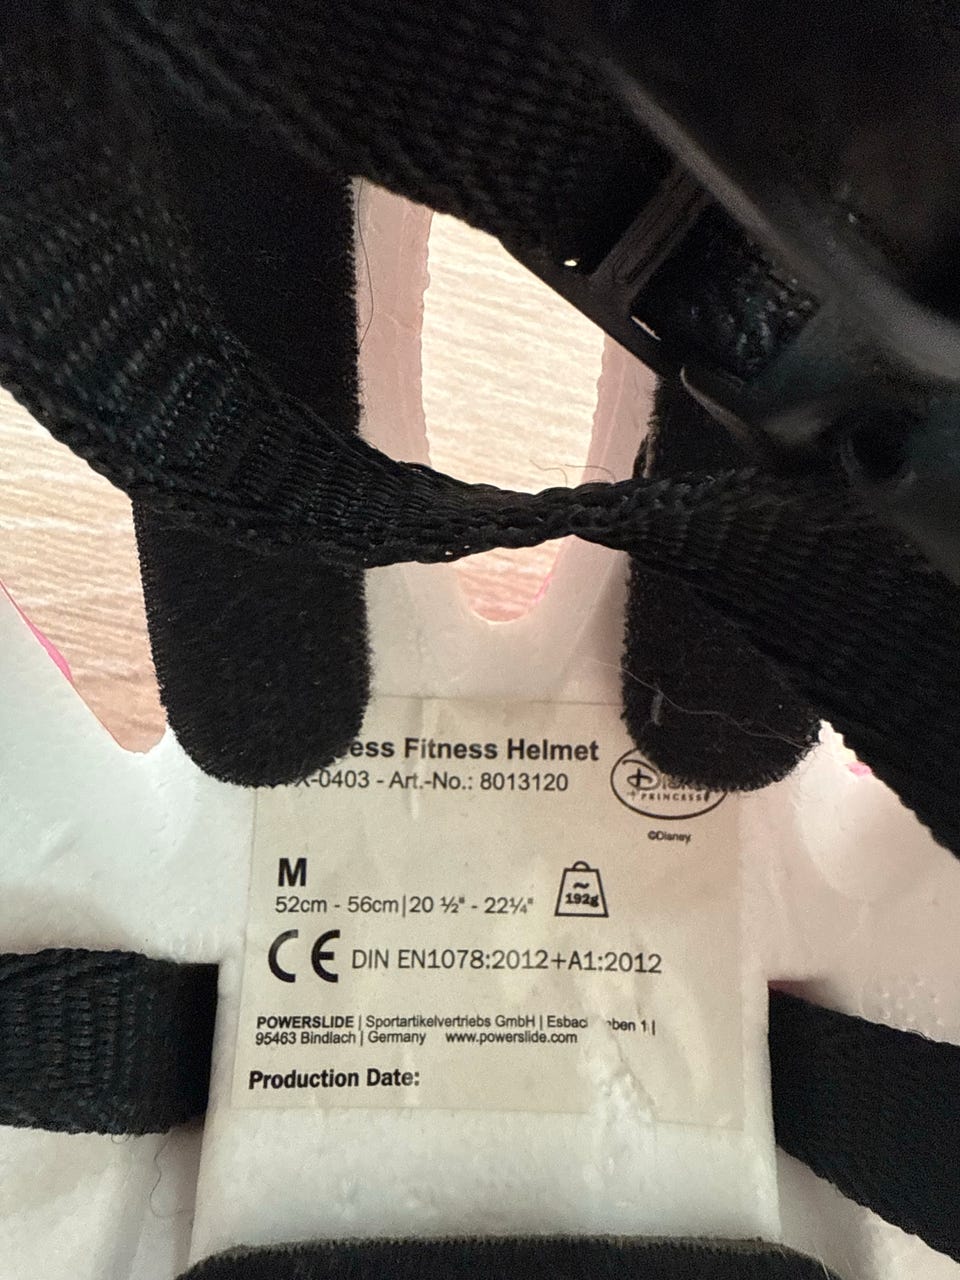 Fitness Helmet
-0403 - Art.-No.: 8013120
Disney
PRINCESS
©Disney
M
52cm - 56cm|20 ½" - 22¼"
~
192g
CE DIN EN1078:2012+A1:2012
POWERSLIDE | Sportartikelvertriebs GmbH |
95463 Bindlach | Germany www.powerslide.com
Production Date: